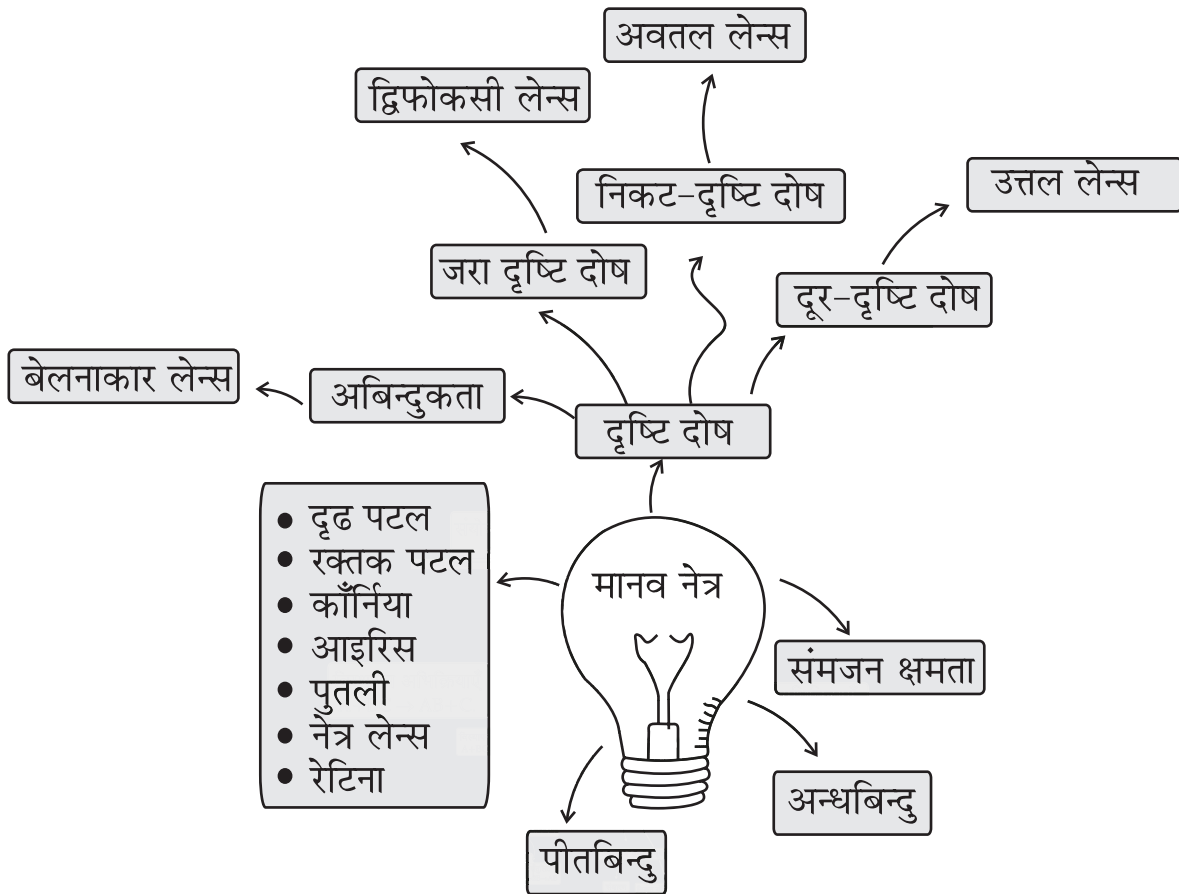 अवतल लेन्स
द्विफोकसी लेन्स
निकट-दृष्टि दोष
उत्तल लेन्स
जरा दृष्टि दोष
दूर-दृष्टि दोष
बेलनाकार लेन्स
अबिन्दुकता
दृष्टि दोष
• दृढ पटल
• रक्तक पटल
• कॉर्निया
• आइरिस
• पुतली
• नेत्र लेन्स
• रेटिना
मानव नेत्र
संमजन क्षमता
अन्धबिन्दु
पीतबिन्दु